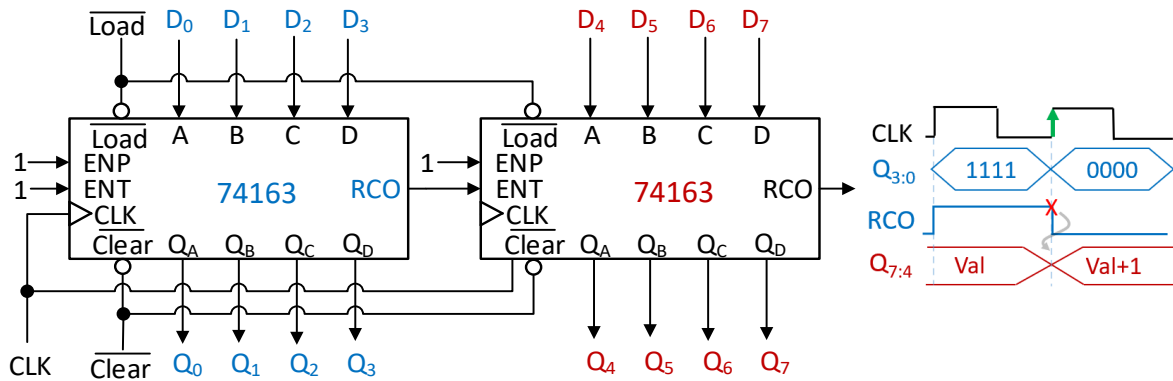 Load D0 D1 D2 D3 D4 D5 D6 D7
Load A B C D Load A B C D
1 ENP 1 ENP
1 ENT 74163 RCO ENT 74163 RCO
CLK CLK
Clear QA QB QC QD Clear QA QB QC QD
CLK Clear Q0 Q1 Q2 Q3 Q4 Q5 Q6 Q7
CLK
Q3:0 1111 0000
RCO X
Q7:4 Val Val+1